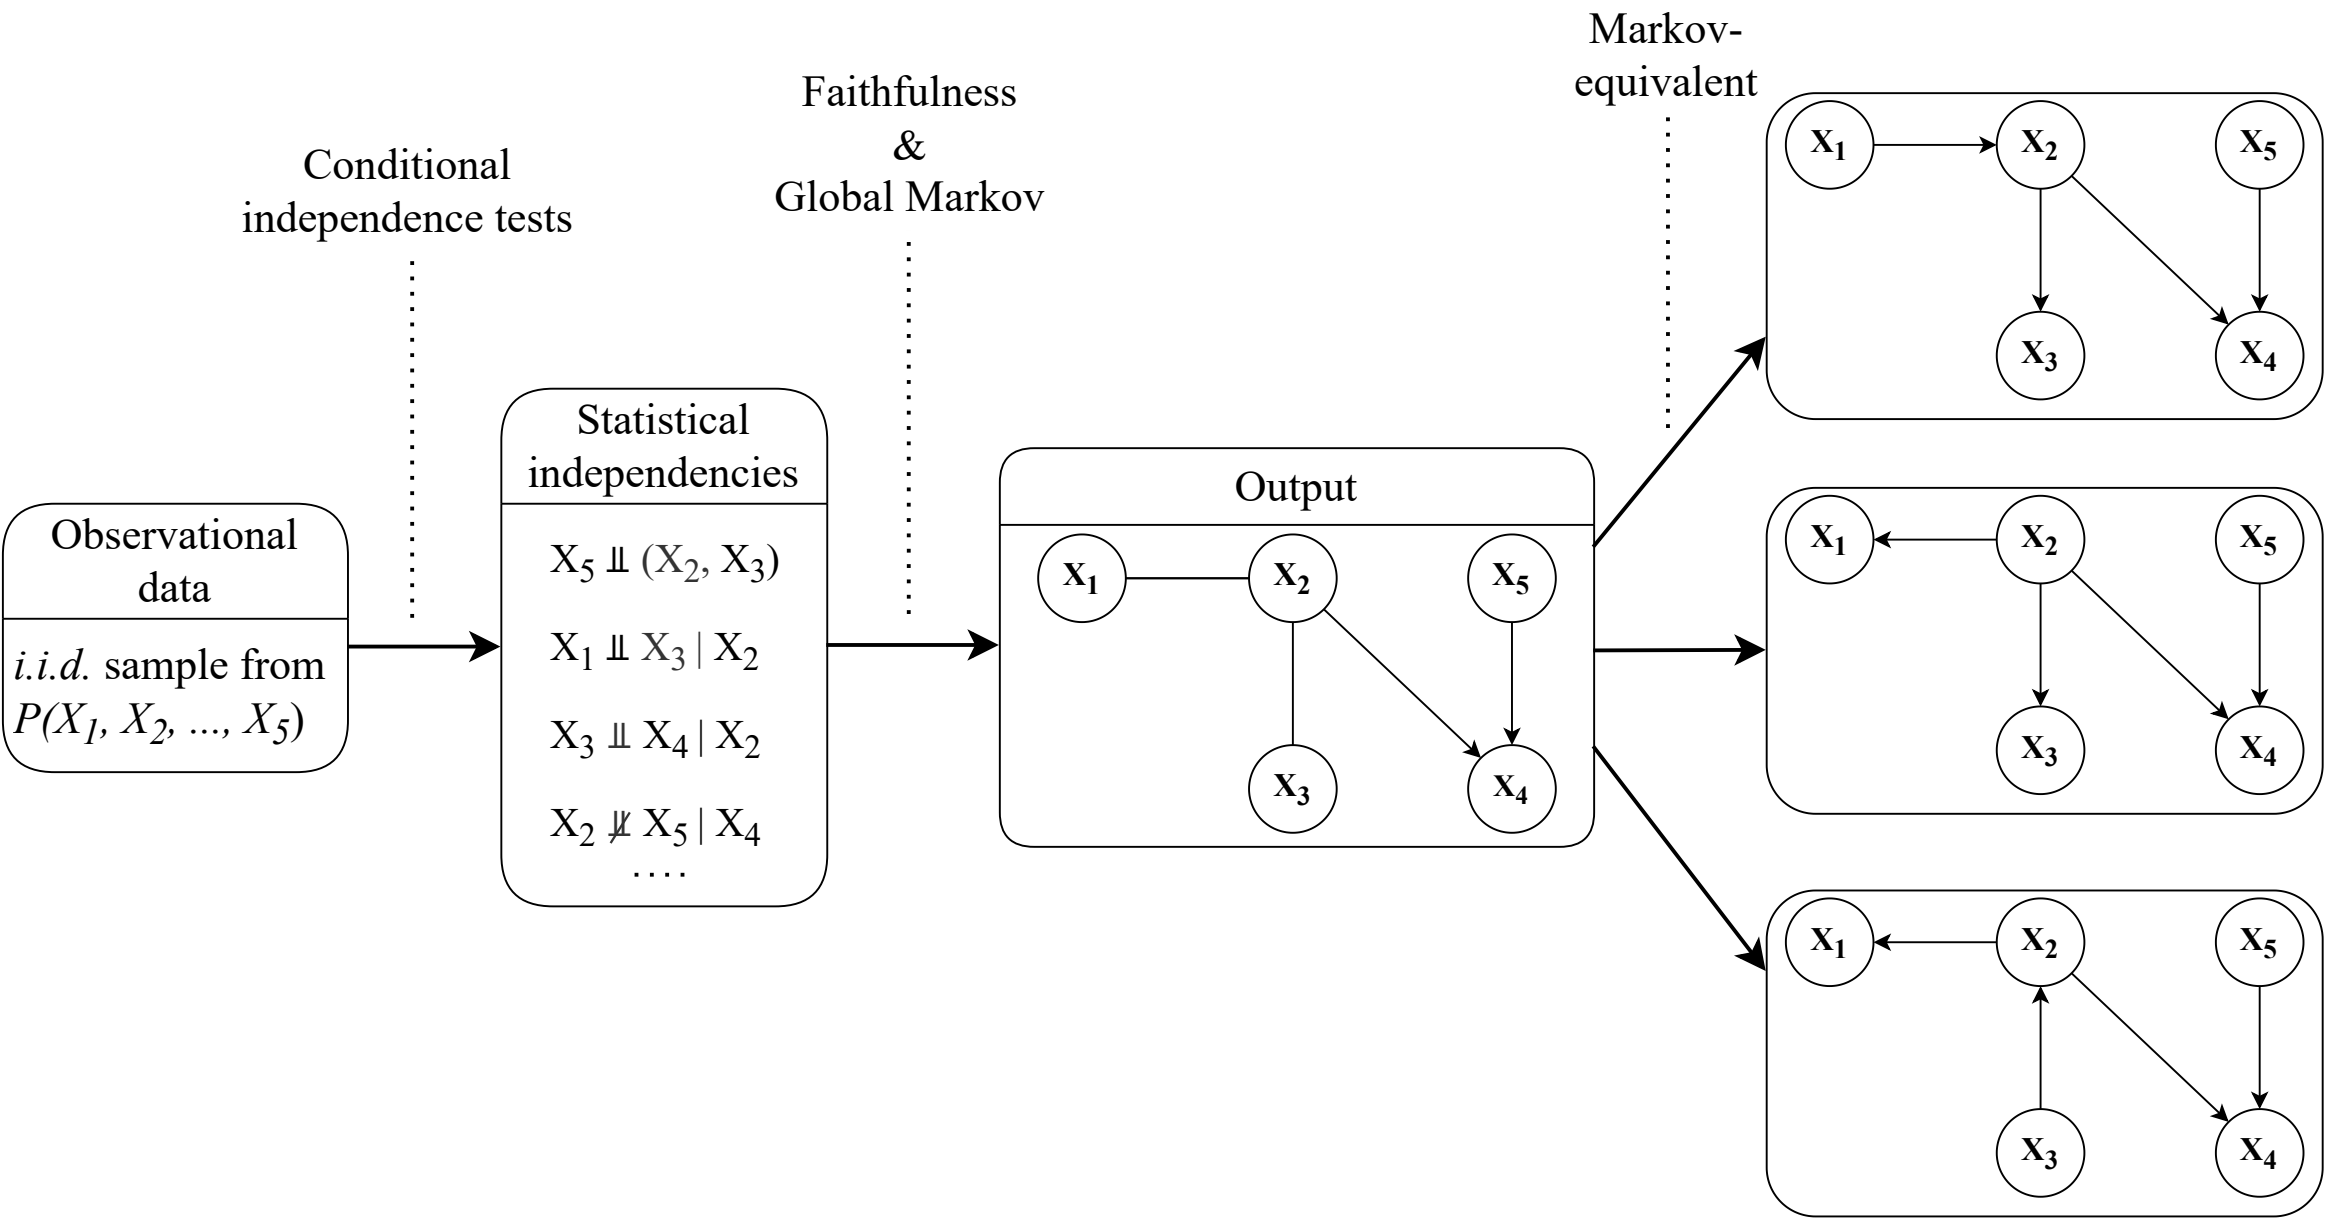 Observational
data
i.i.d. sample from
P(X1, X2, ..., X5)
Conditional
independence tests
Statistical
independencies
X5 ⫫ (X2, X3)
X1 ⫫ X3 | X2
X3 ⫫ X4 | X2
X2 ⫫̸ X5 | X4
....
Faithfulness
&
Global Markov
Output
X1 X2 X5
X3 X4
Markov-
equivalent
X1 X2 X5
X3 X4
X1 X2 X5
X3 X4
X1 X2 X5
X3 X4